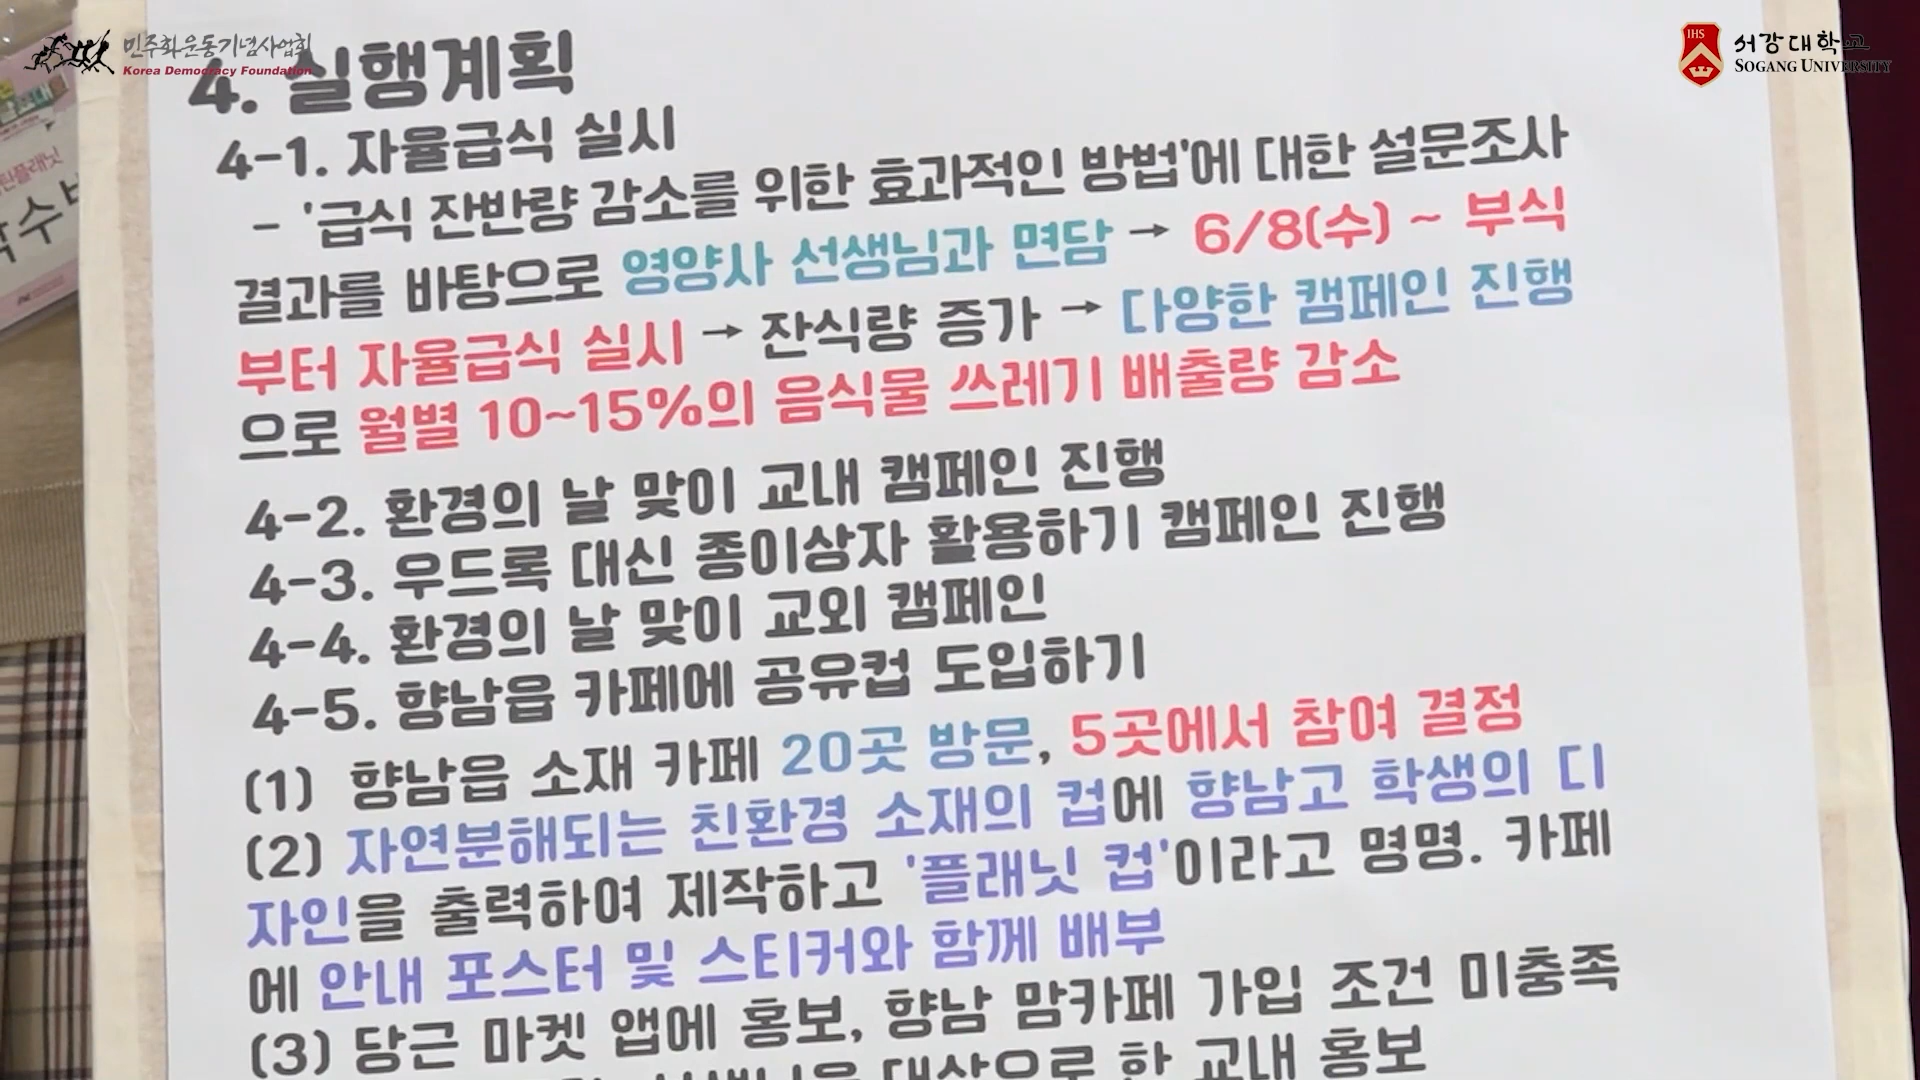 민주화운동기념사업회
Korea Democracy Foundation
IHS
서강대학교
SOGANG UNIVERSITY
4. 실행계획
4-1. 자율급식 실시
- '급식 잔반량 감소를 위한 효과적인 방법'에 대한 설문조사
결과를 바탕으로 영양사 선생님과 면담 → 6/8(수) ~ 부식
부터 자율급식 실시 → 잔식량 증가 → 다양한 캠페인 진행
으로 월별 10~15%의 음식물 쓰레기 배출량 감소
4-2. 환경의 날 맞이 교내 캠페인 진행
4-3. 우드록 대신 종이상자 활용하기 캠페인 진행
4-4. 환경의 날 맞이 교외 캠페인
4-5. 향남읍 카페에 공유컵 도입하기
(1) 향남읍 소재 카페 20곳 방문, 5곳에서 참여 결정
(2) 자연분해되는 친환경 소재의 컵에 향남고 학생의 디
자인을 출력하여 제작하고 '플래닛 컵'이라고 명명. 카페
에 안내 포스터 및 스티커와 함께 배부
(3) 당근 마켓 앱에 홍보, 향남 맘카페 가입 조건 미충족
대상으로 한 교내 홍보